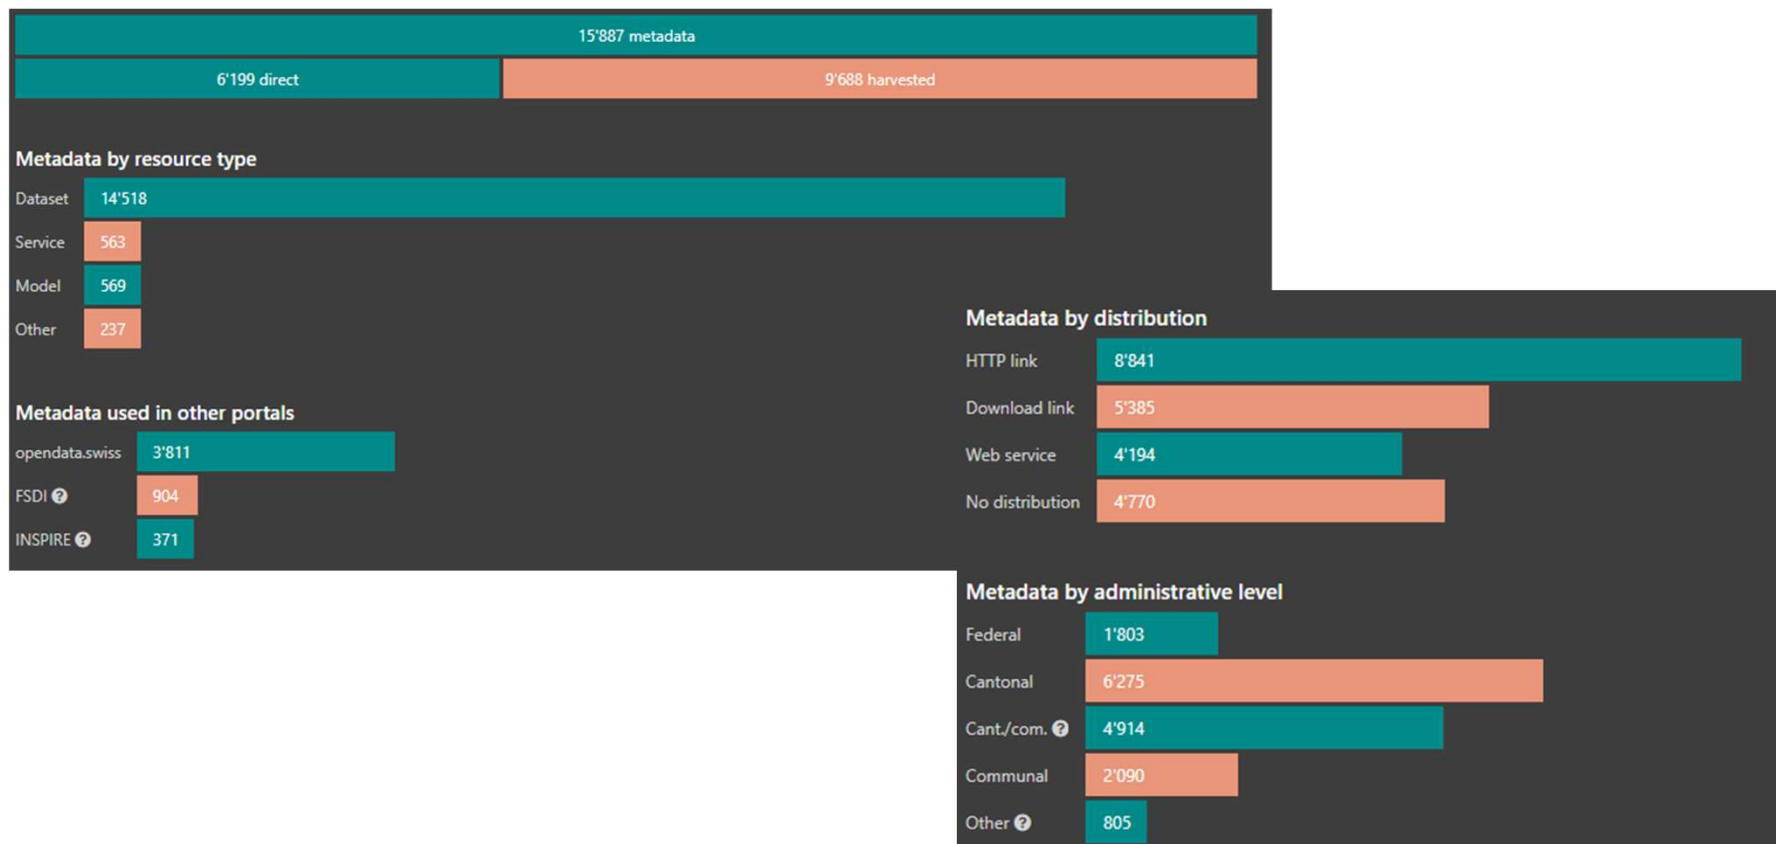 15'887 metadata
6'199 direct 9'688 harvested
Metadata by resource type
Dataset 14'518
Service 563
Model 569
Other 237
Metadata used in other portals
opendata.swiss 3'811
FSDI 904
INSPIRE 371
Metadata by distribution
HTTP link 8'841
Download link 5'385
Web service 4'194
No distribution 4'770
Metadata by administrative level
Federal 1'803
Cantonal 6'275
Cant./com. 4'914
Communal 2'090
Other 805